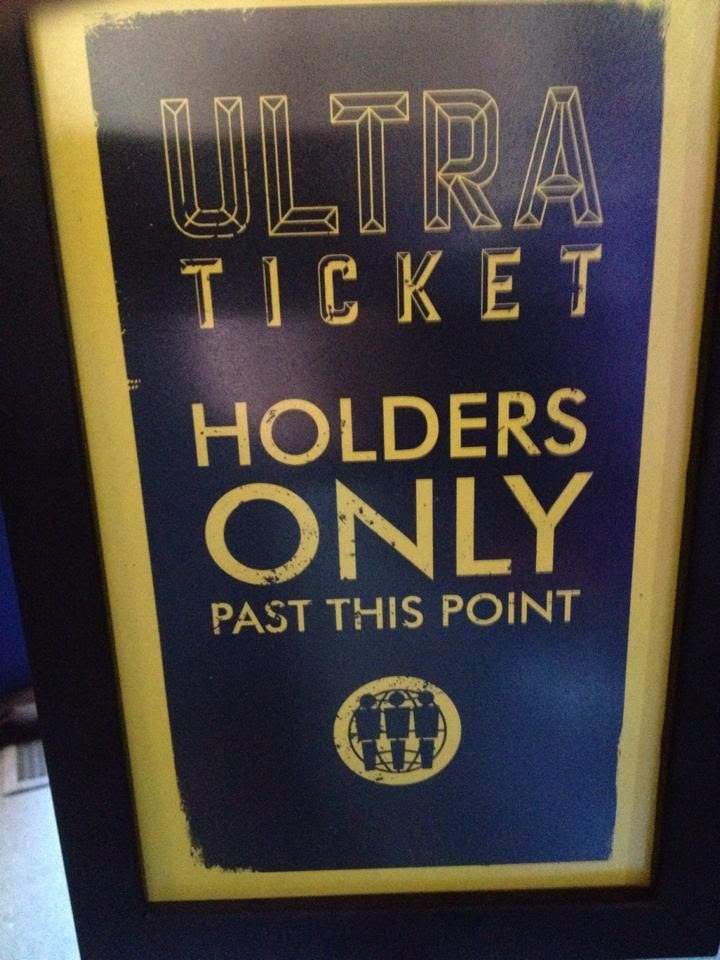 ULTRA
TICKET
HOLDERS
ONLY
PAST THIS POINT